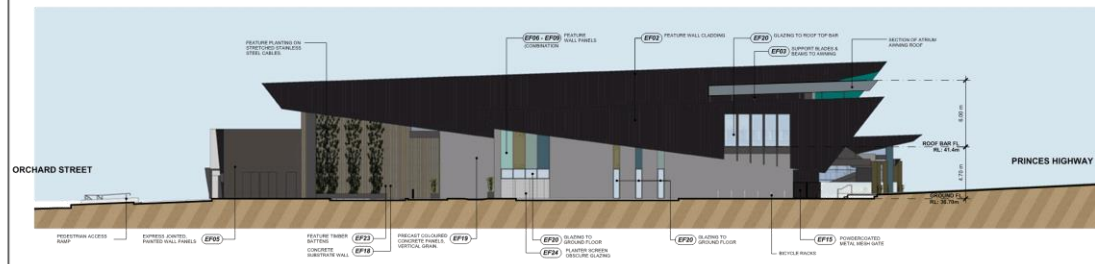 FEATURE PLANTING ON
STRETCHED STAINLESS
STEEL CABLES
EF06 - EF09
(COMBINATION
FEATURE
WALL PANELS
EF02 FEATURE WALL CLADDING
EF20 GLAZING TO ROOF TOP BAR
EF03 SUPPORT BLADES &
BEAMS TO AWNING
SECTION OF ATRIUM
AWNING ROOF
6.00 m
ROOF BAR FL
RL: 41.4m
4.70 m
GROUND FL
RL: 36.70m
ORCHARD STREET
PRINCES HIGHWAY
PEDESTRIAN ACCESS
RAMP
EXPRESS JOINTED,
PAINTED WALL PANELS
EF05
FEATURE TIMBER
BATTENS
EF23
CONCRETE
SUBSTRATE WALL
EF18
PRECAST COLOURED
CONCRETE PANELS,
VERTICAL GRAIN.
EF19
EF20 GLAZING TO
GROUND FLOOR
EF24 PLANTER SCREEN
OBSCURE GLAZING
EF20 GLAZING TO
GROUND FLOOR
BICYCLE RACKS
EF15 POWDERCOATED
METAL MESH GATE